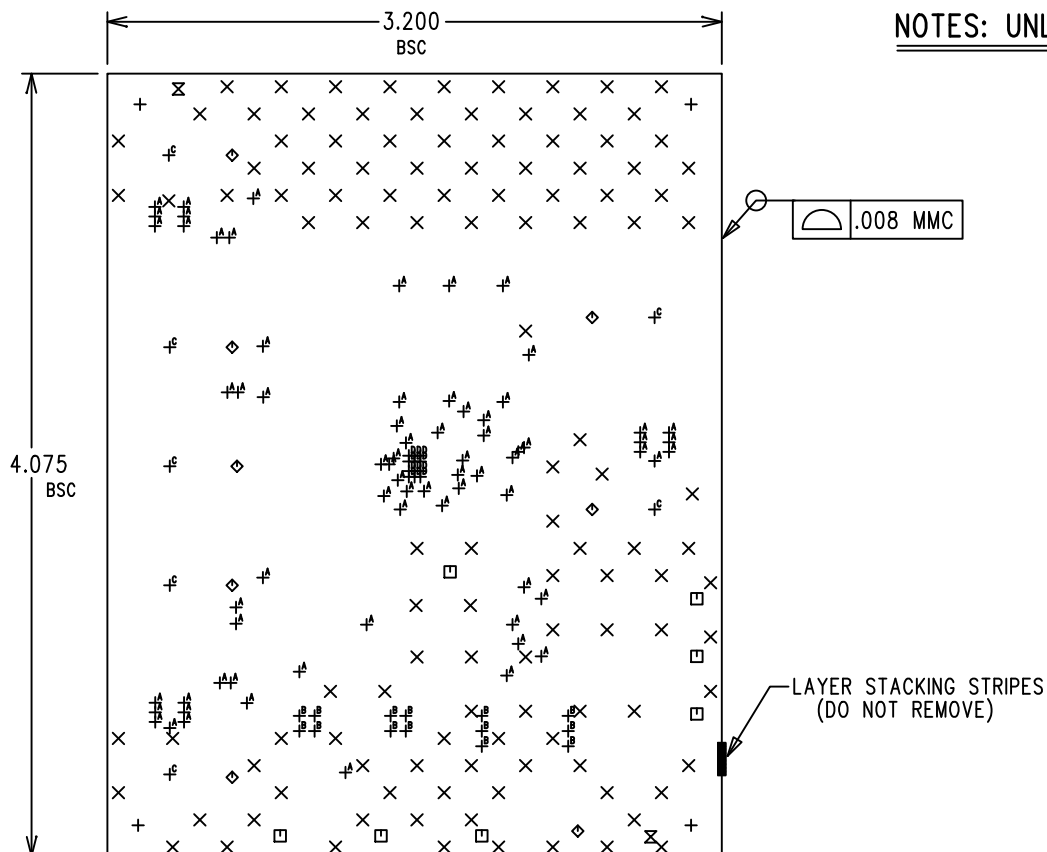 3.200
BSC
NOTES: UNL
.008 MMC
4.075
BSC
LAYER STACKING STRIPES
(DO NOT REMOVE)